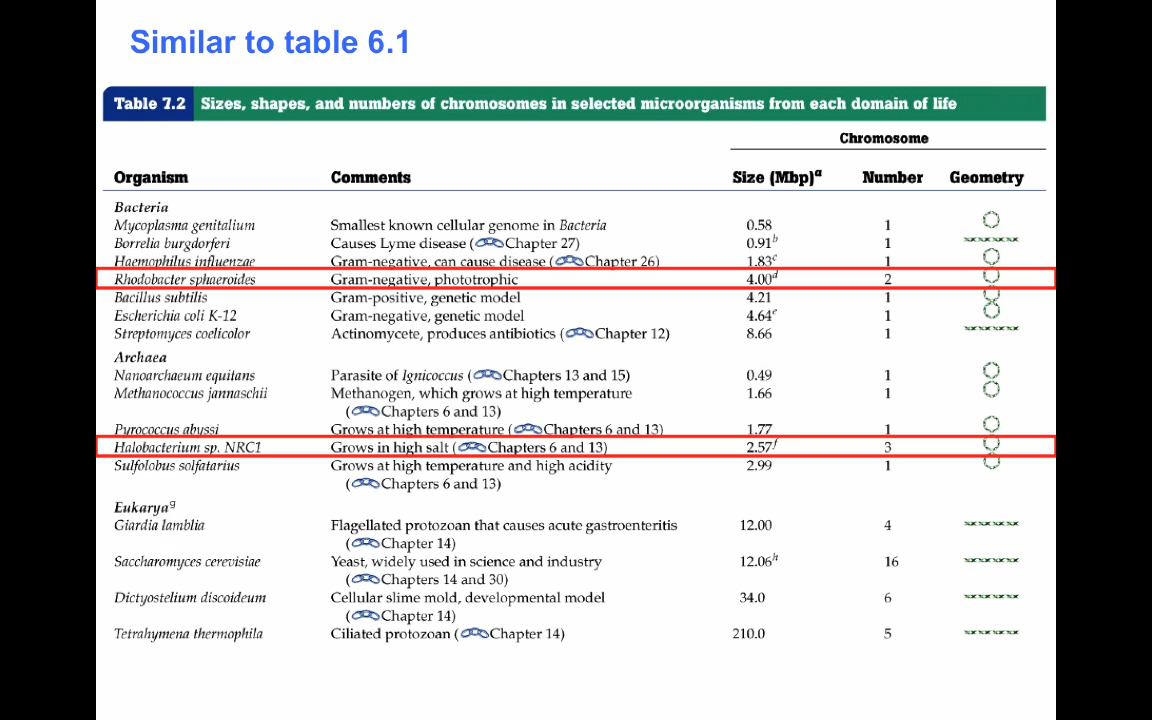 Similar to table 6.1
Table 7.2 Sizes, shapes, and numbers of chromosomes in selected microorganisms from each domain of life
Chromosome
Organism Comments Size (Mbp)a Number Geometry
Bacteria
Mycoplasma genitalium Smallest known cellular genome in Bacteria 0.58 1
Borrelia burgdorferi Causes Lyme disease (Chapter 27) 0.91b 1
Haemophilus influenzae Gram-negative, can cause disease (Chapter 26) 1.83c 1
Rhodobacter sphaeroides Gram-negative, phototrophic 4.00d 2
Bacillus subtilis Gram-positive, genetic model 4.21 1
Escherichia coli K-12 Gram-negative, genetic model 4.64e 1
Streptomyces coelicolor Actinomycete, produces antibiotics (Chapter 12) 8.66 1
Archaea
Nanoarchaeum equitans Parasite of Ignicoccus (Chapters 13 and 15) 0.49 1
Methanococcus jannaschii Methanogen, which grows at high temperature 1.66 1
(Chapters 6 and 13)
Pyrococcus abyssi Grows at high temperature (Chapters 6 and 13) 1.77 1
Halobacterium sp. NRC1 Grows in high salt (Chapters 6 and 13) 2.57f 3
Sulfolobus solfatarius Grows at high temperature and high acidity 2.99 1
(Chapters 6 and 13)
Eukaryag
Giardia lamblia Flagellated protozoan that causes acute gastroenteritis 12.00 4
(Chapter 14)
Saccharomyces cerevisiae Yeast, widely used in science and industry 12.06h 16
(Chapters 14 and 30)
Dictyostelium discoideum Cellular slime mold, developmental model 34.0 6
(Chapter 14)
Tetrahymena thermophila Ciliated protozoan (Chapter 14) 210.0 5